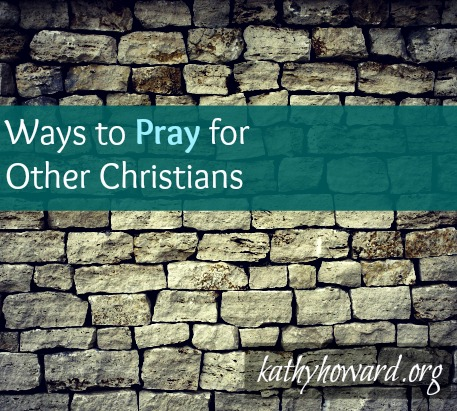 Ways to Pray for
Other Christians
kathyhoward.org